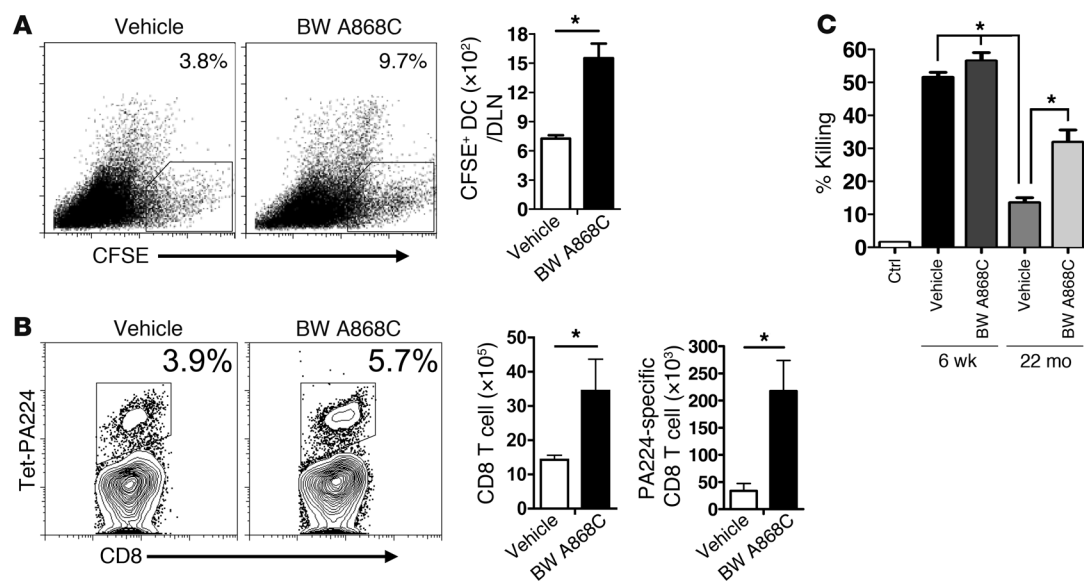 A
Vehicle
BW A868C
3.8%
9.7%
CFSE
CFSE⁺ DC (×10²)
/DLN
18
15
12
9
6
3
0
Vehicle
BW A868C
*
B
Vehicle
BW A868C
3.9%
5.7%
Tet-PA224
CD8
CD8 T cell (×10⁵)
50
40
30
20
10
0
Vehicle
BW A868C
*
PA224-specific
CD8 T cell (×10³)
300
250
200
150
100
50
0
Vehicle
BW A868C
*
C
% Killing
60
50
40
30
20
10
0
*
*
Ctrl
Vehicle
BW A868C
Vehicle
BW A868C
6 wk
22 mo